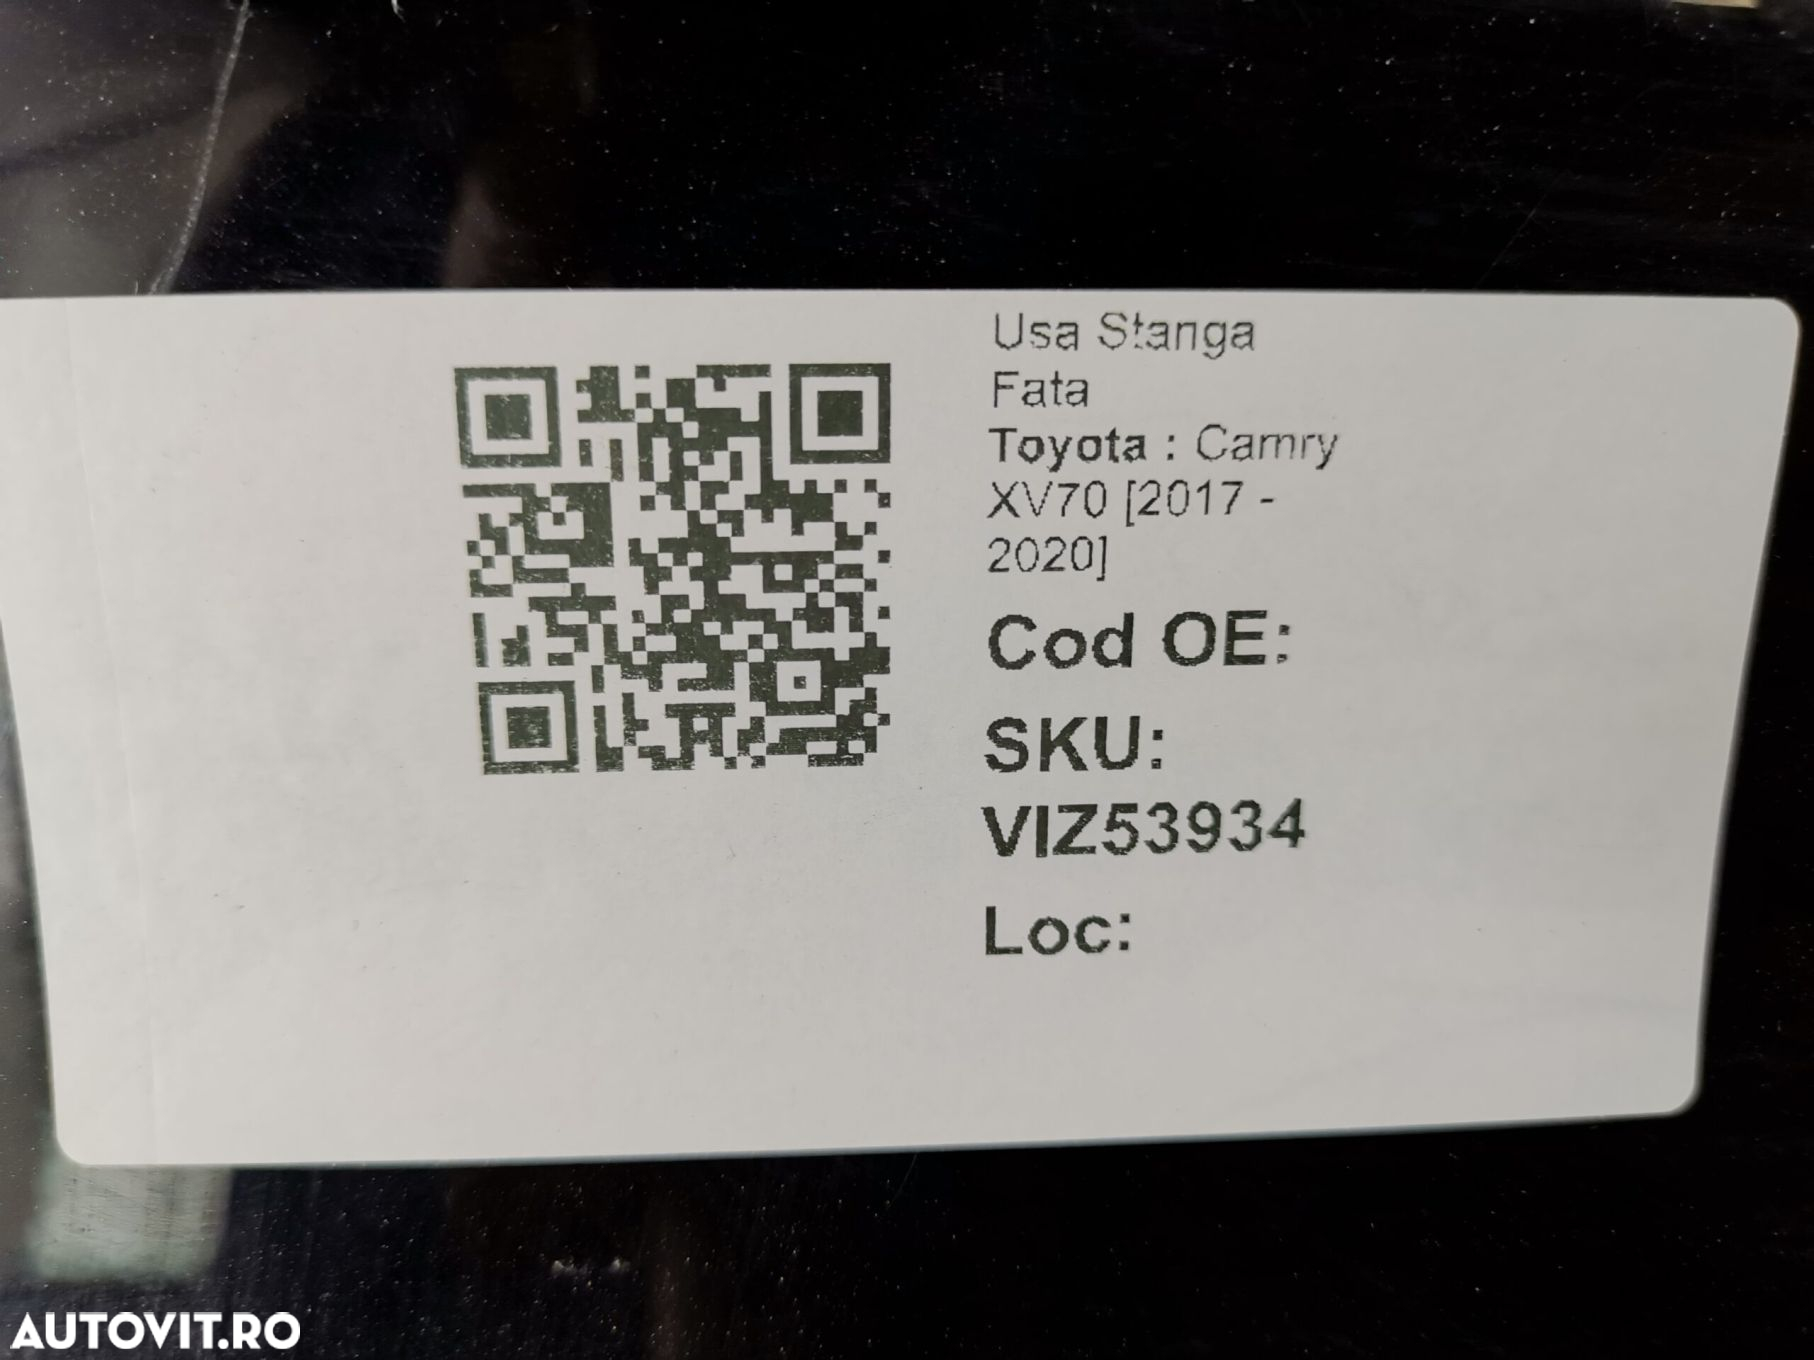 Usa Stanga
Fata
Toyota : Camry
XV70 [2017 -
2020]
Cod OE:
SKU:
VIZ53934
Loc:
AUTOVIT.RO